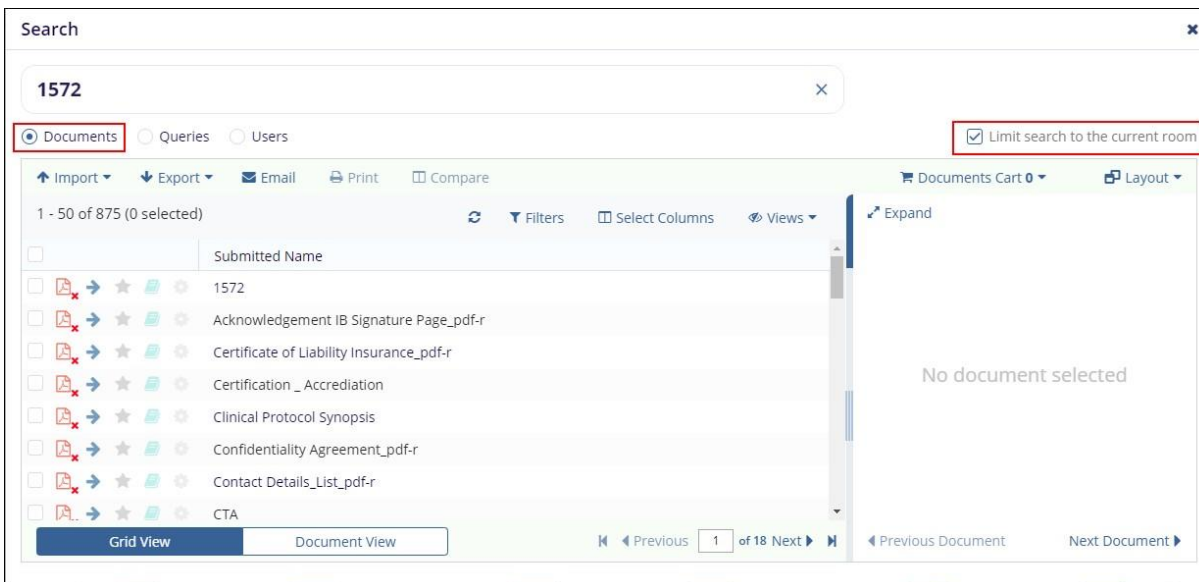 Search
1572
Documents Queries Users Limit search to the current room
Import Export Email Print Compare Documents Cart 0 Layout
1 - 50 of 875 (0 selected) Filters Select Columns Views Expand
Submitted Name
1572
Acknowledgement IB Signature Page_pdf-r
Certificate of Liability Insurance_pdf-r
Certification _ Accrediation
No document selected
Clinical Protocol Synopsis
Confidentiality Agreement_pdf-r
Contact Details_List_pdf-r
CTA
Grid View Document View Previous 1 of 18 Next Previous Document Next Document